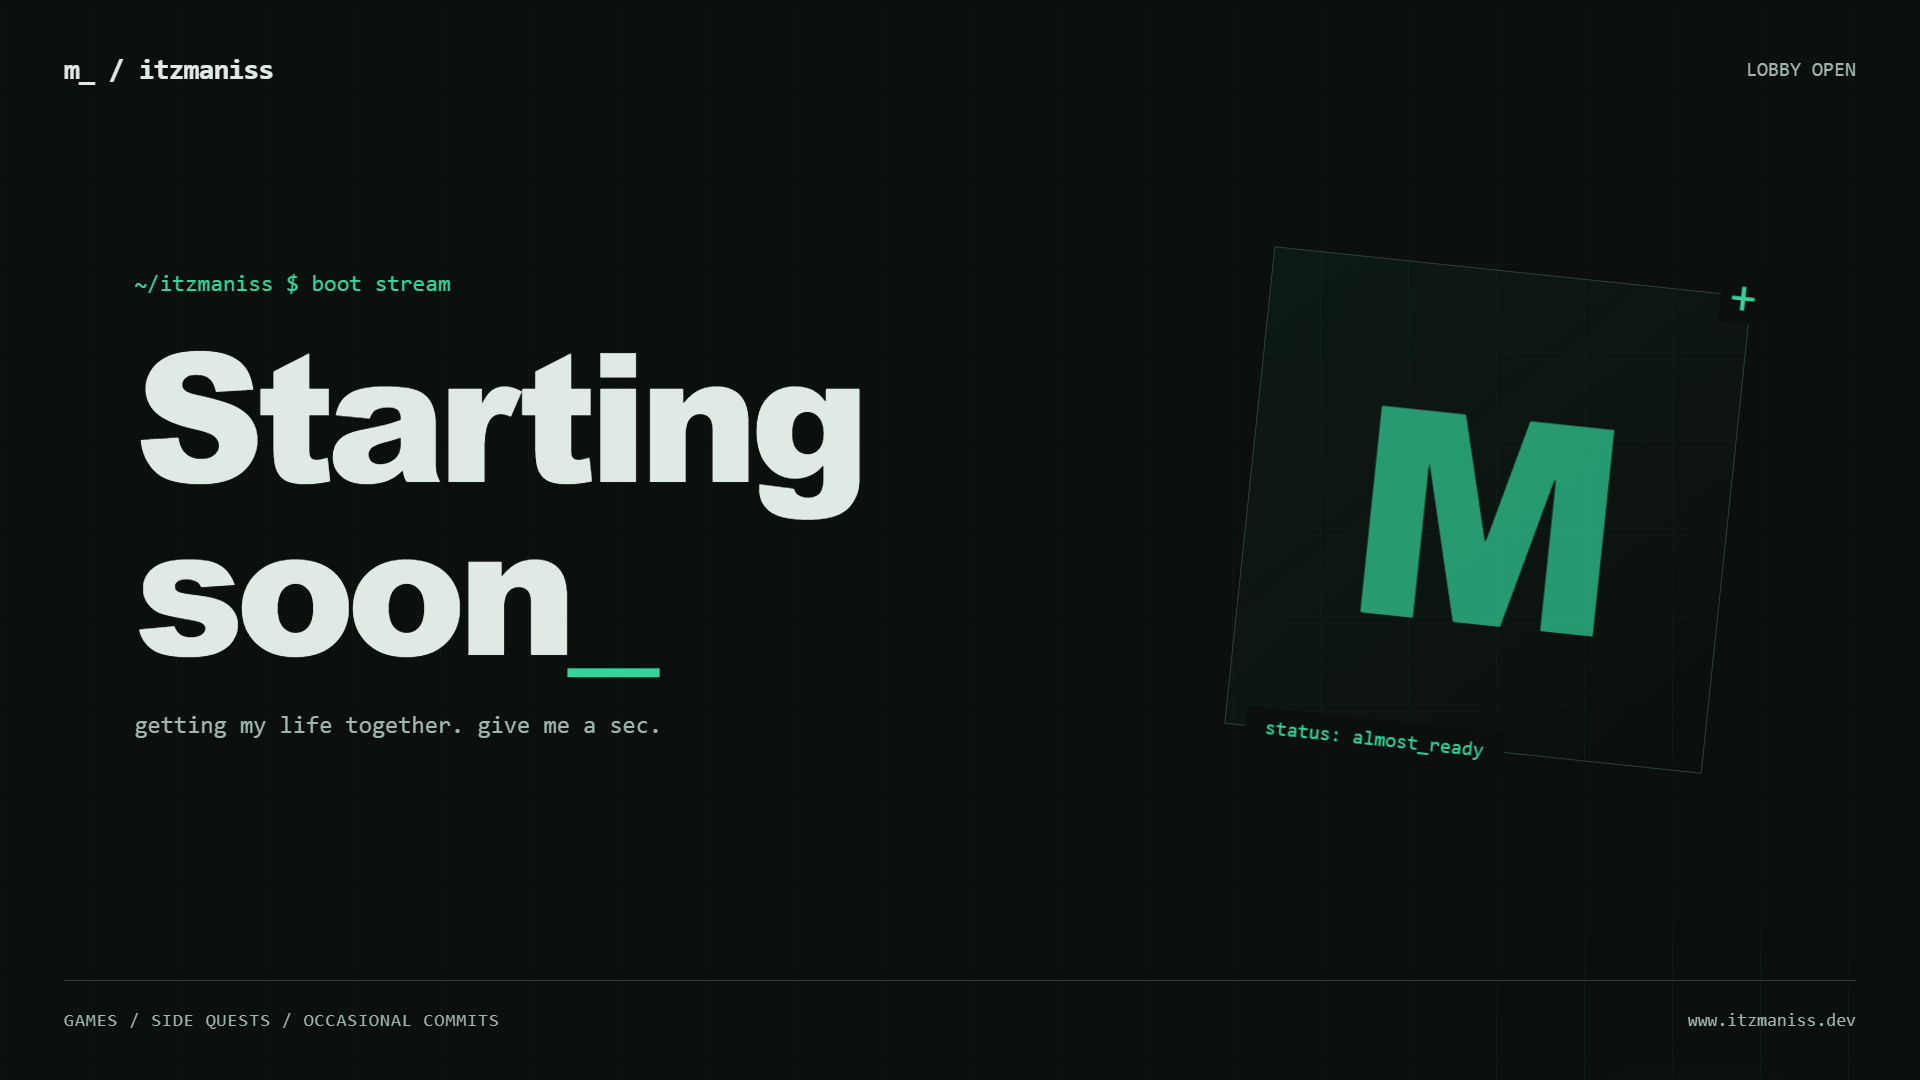 m_ / itzmaniss
LOBBY OPEN
~/itzmaniss $ boot stream
Starting
soon_
getting my life together. give me a sec.
+
M
status: almost_ready
GAMES / SIDE QUESTS / OCCASIONAL COMMITS
www.itzmaniss.dev